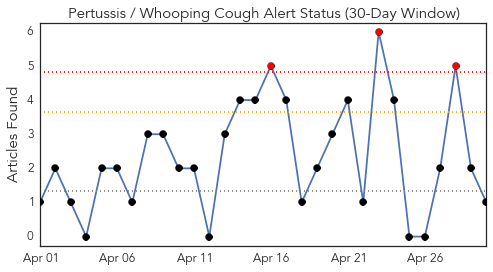 Pertussis / Whooping Cough Alert Status (30-Day Window)
Articles Found
6
5
4
3
2
1
0
Apr 01 Apr 06 Apr 11 Apr 16 Apr 21 Apr 26